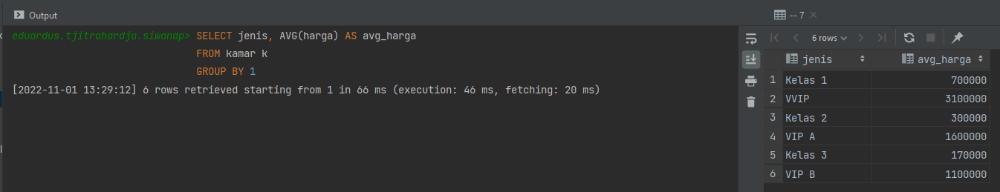 Output
eduardus.tjitrahardja.siwanap> SELECT jenis, AVG(harga) AS avg_harga
FROM kamar k
GROUP BY 1
[2022-11-01 13:29:12] 6 rows retrieved starting from 1 in 66 ms (execution: 46 ms, fetching: 20 ms)
-- 7
6 rows
jenis avg_harga
1 Kelas 1 700000
2 VVIP 3100000
3 Kelas 2 300000
4 VIP A 1600000
5 Kelas 3 170000
6 VIP B 1100000